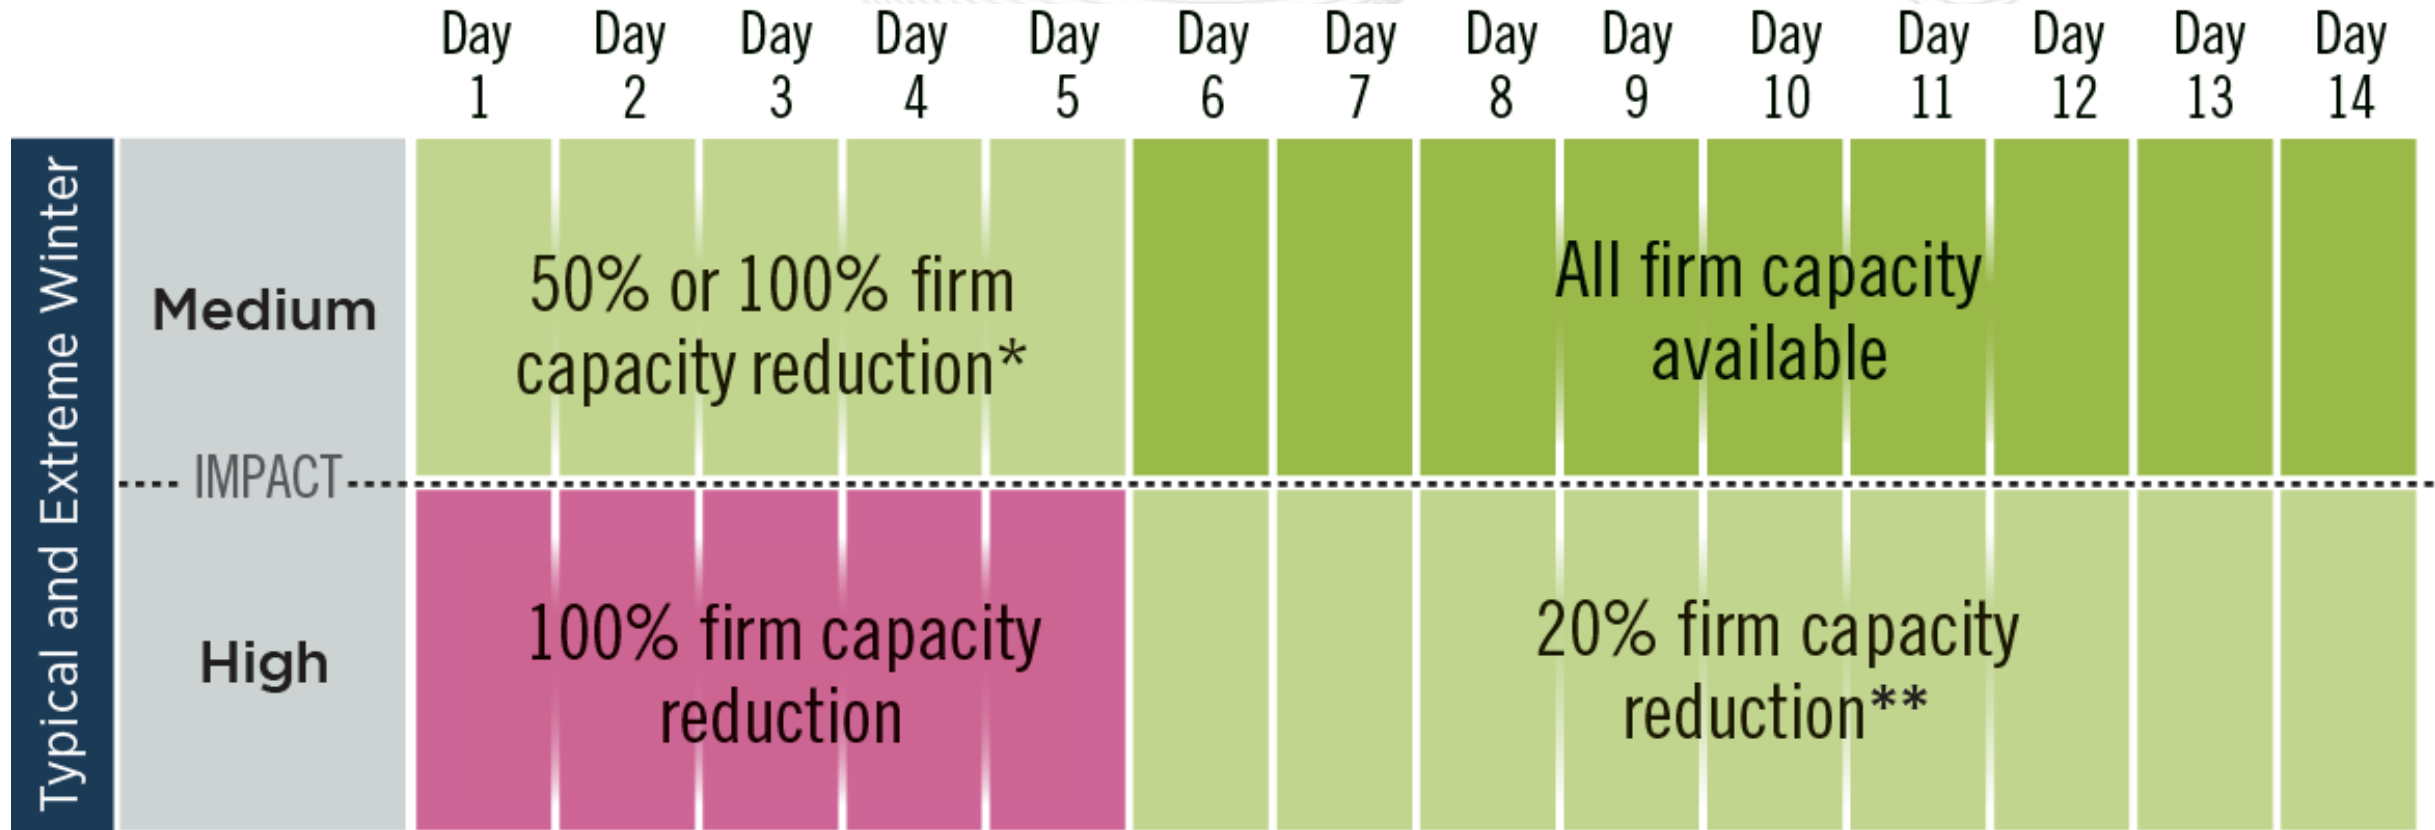 Day 1
Day 2
Day 3
Day 4
Day 5
Day 6
Day 7
Day 8
Day 9
Day 10
Day 11
Day 12
Day 13
Day 14
Typical and Extreme Winter
Medium
50% or 100% firm
capacity reduction*
All firm capacity
available
IMPACT
High
100% firm capacity
reduction
20% firm capacity
reduction**